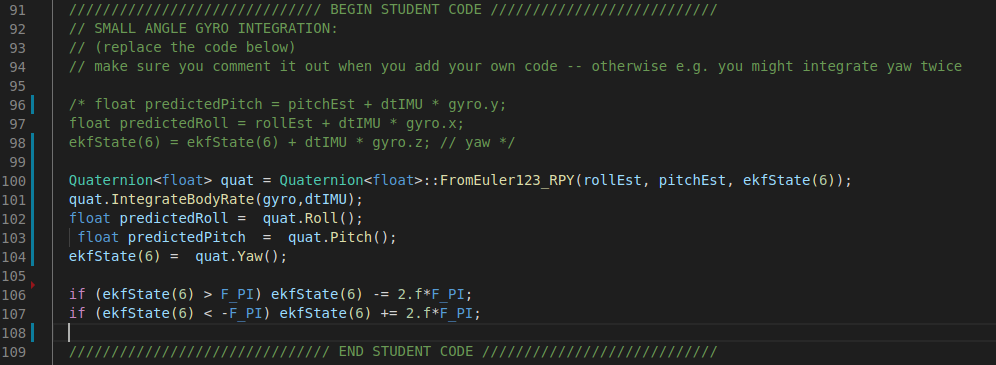 91 ////////////////////////////// BEGIN STUDENT CODE ///////////////////////////
92 // SMALL ANGLE GYRO INTEGRATION:
93 // (replace the code below)
94 // make sure you comment it out when you add your own code -- otherwise e.g. you might integrate yaw twice
95
96 /* float predictedPitch = pitchEst + dtIMU * gyro.y;
97 float predictedRoll = rollEst + dtIMU * gyro.x;
98 ekfState(6) = ekfState(6) + dtIMU * gyro.z; // yaw */
99
100 Quaternion<float> quat = Quaternion<float>::FromEuler123_RPY(rollEst, pitchEst, ekfState(6));
101 quat.IntegrateBodyRate(gyro,dtIMU);
102 float predictedRoll =  quat.Roll();
103  float predictedPitch  =  quat.Pitch();
104 ekfState(6) =  quat.Yaw();
105
106 if (ekfState(6) > F_PI) ekfState(6) -= 2.f*F_PI;
107 if (ekfState(6) < -F_PI) ekfState(6) += 2.f*F_PI;
108
109 /////////////////////////////// END STUDENT CODE ////////////////////////////